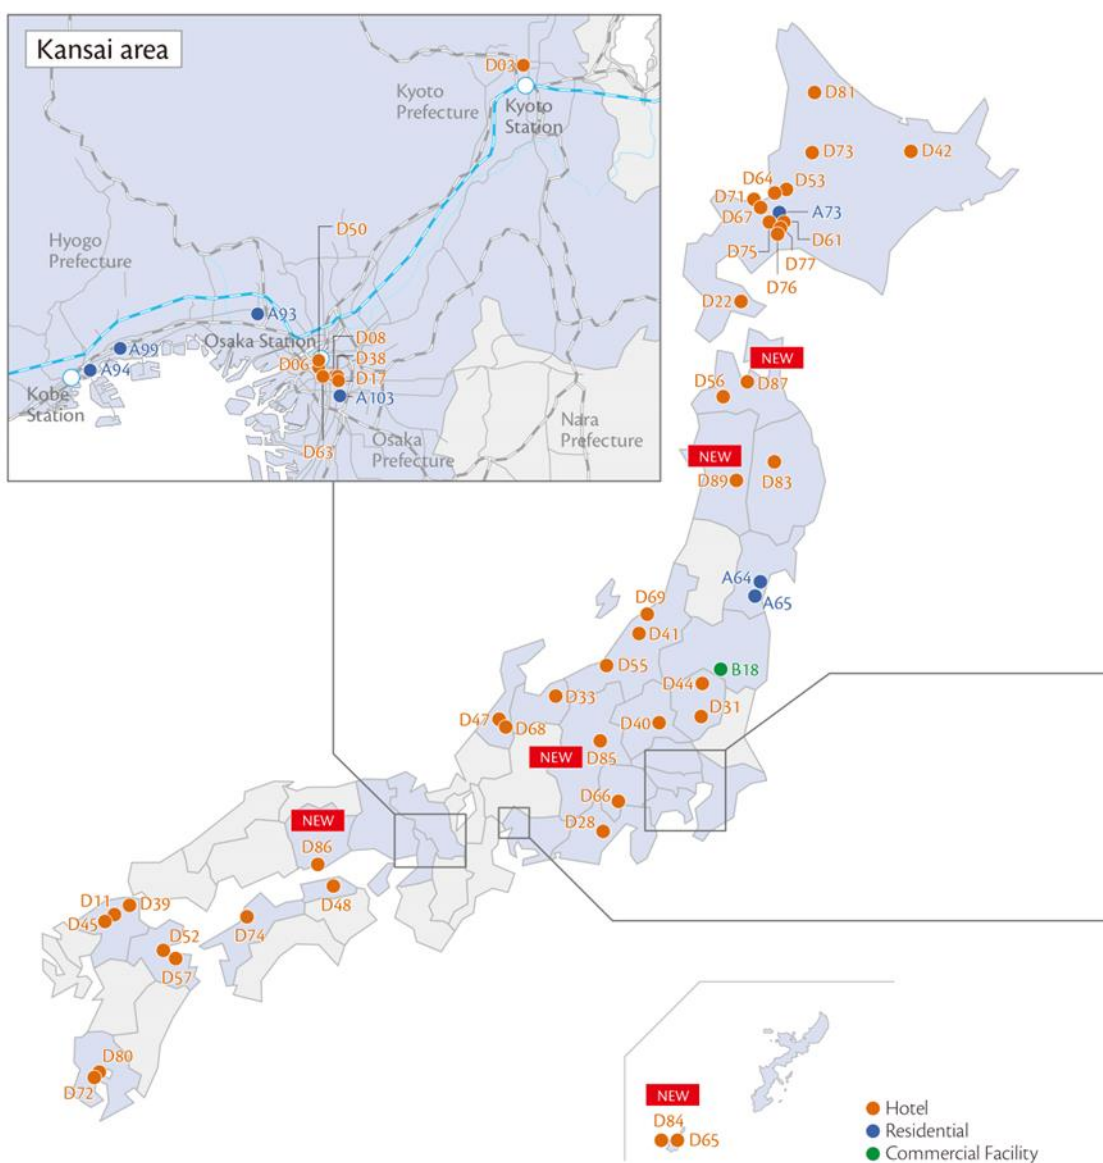 Kansai area
D03
Kyoto
Prefecture
Kyoto
Station
D50
Hyogo
Prefecture
A93
Osaka Station
D08
D38
D06
D17
A99
A94
A103
Kobe
Station
Osaka
Prefecture
Nara
Prefecture
D63
D81
D73
D42
D64
D53
D71
A73
D67
D61
D75
D77
D76
D22
NEW
D87
D56
NEW
D89
D83
A64
A65
D69
D41
D55
B18
D44
D33
D31
D47
D68
D40
NEW
D85
D66
D28
NEW
D86
D48
D11
D39
D45
D74
D52
D57
D80
D72
NEW
D84
D65
Hotel
Residential
Commercial Facility